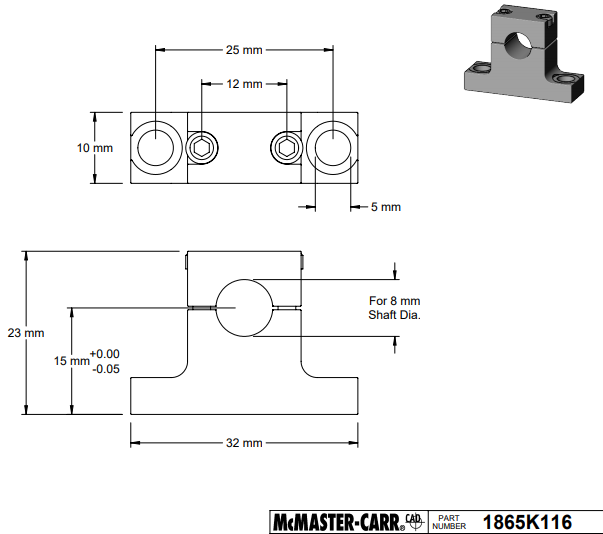 25 mm
12 mm
10 mm
5 mm
For 8 mm
Shaft Dia.
23 mm
15 mm +0.00
-0.05
32 mm
McMASTER-CARR® CAD PART NUMBER 1865K116